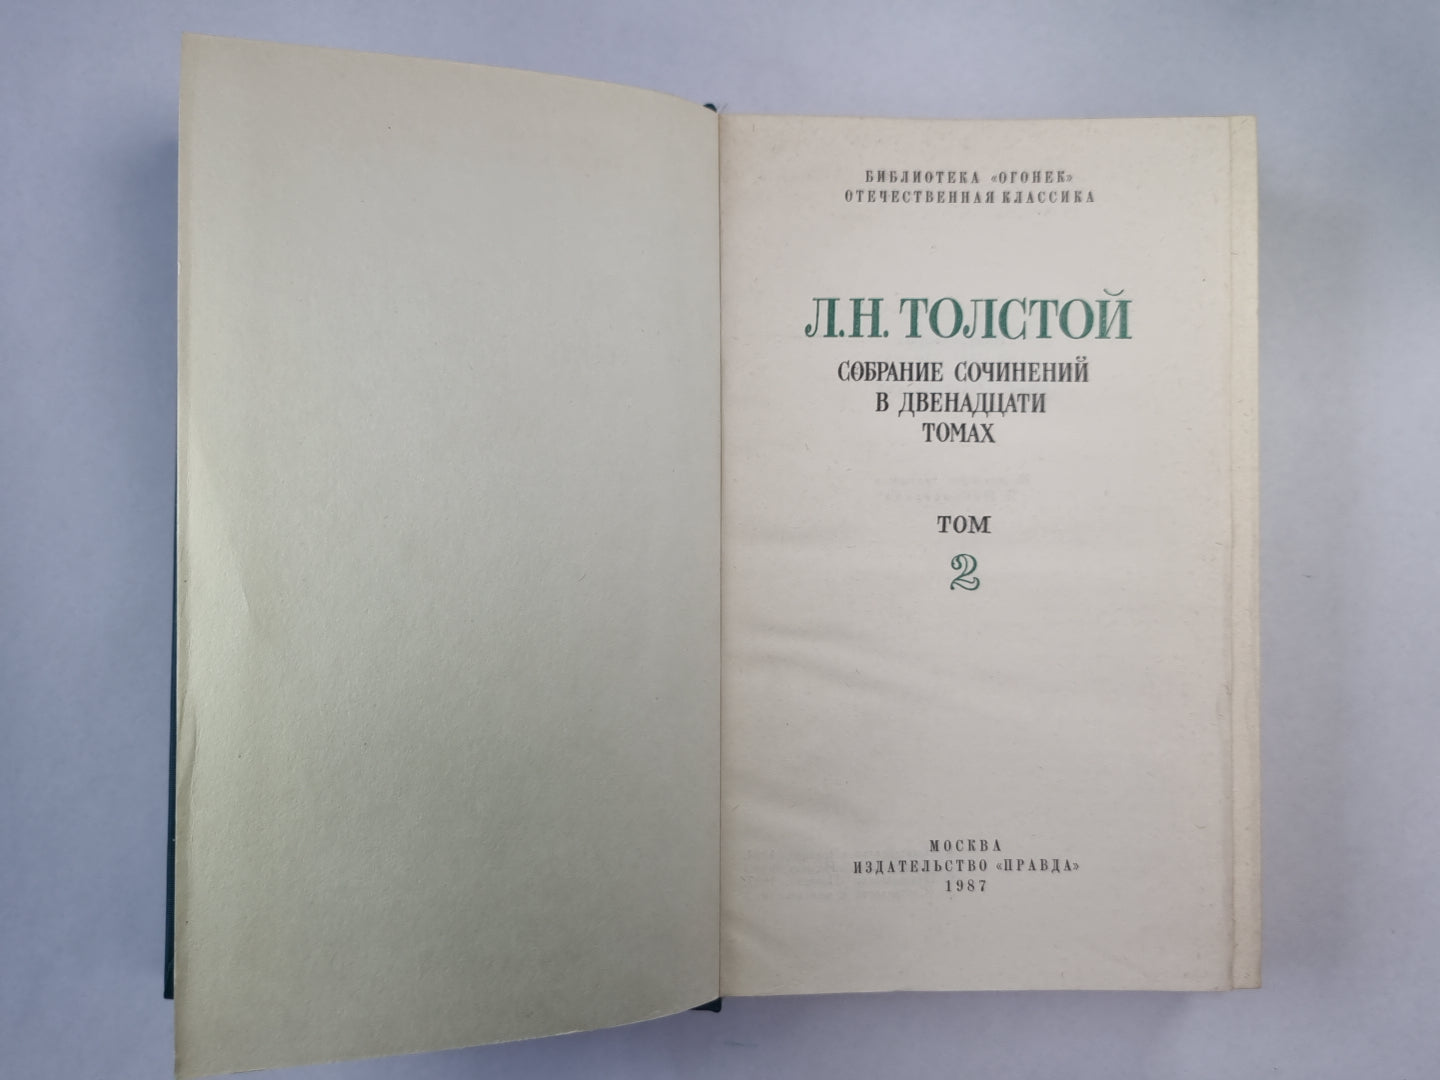 БИБЛИОТЕКА «ОГОНЕК»
ОТЕЧЕСТВЕННАЯ КЛАССИКА
Л.Н. ТОЛСТОЙ
СОБРАНИЕ СОЧИНЕНИЙ
В ДВЕНАДЦАТИ
ТОМАХ
ТОМ
2
МОСКВА
ИЗДАТЕЛЬСТВО «ПРАВДА»
1987